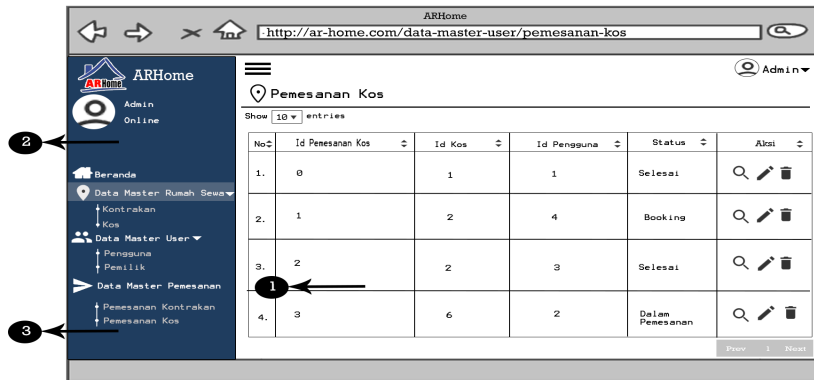 ARHome
http://ar-home.com/data-master-user/pemesanan-kos
ARHome
ARHome
Admin
Online
Admin
Pemesanan Kos
Show 10 entries
No Id Pemesanan Kos Id Kos Id Pengguna Status Aksi
1. 0 1 1 Selesai
2. 1 2 4 Booking
3. 2 2 3 Selesai
4. 3 6 2 Dalam Pemesanan
Prev 1 Next
Beranda
Data Master Rumah Sewa
Kontrakan
Kos
Data Master User
Pengguna
Pemilik
Data Master Pemesanan
Pemesanan Kontrakan
Pemesanan Kos
1
2
3